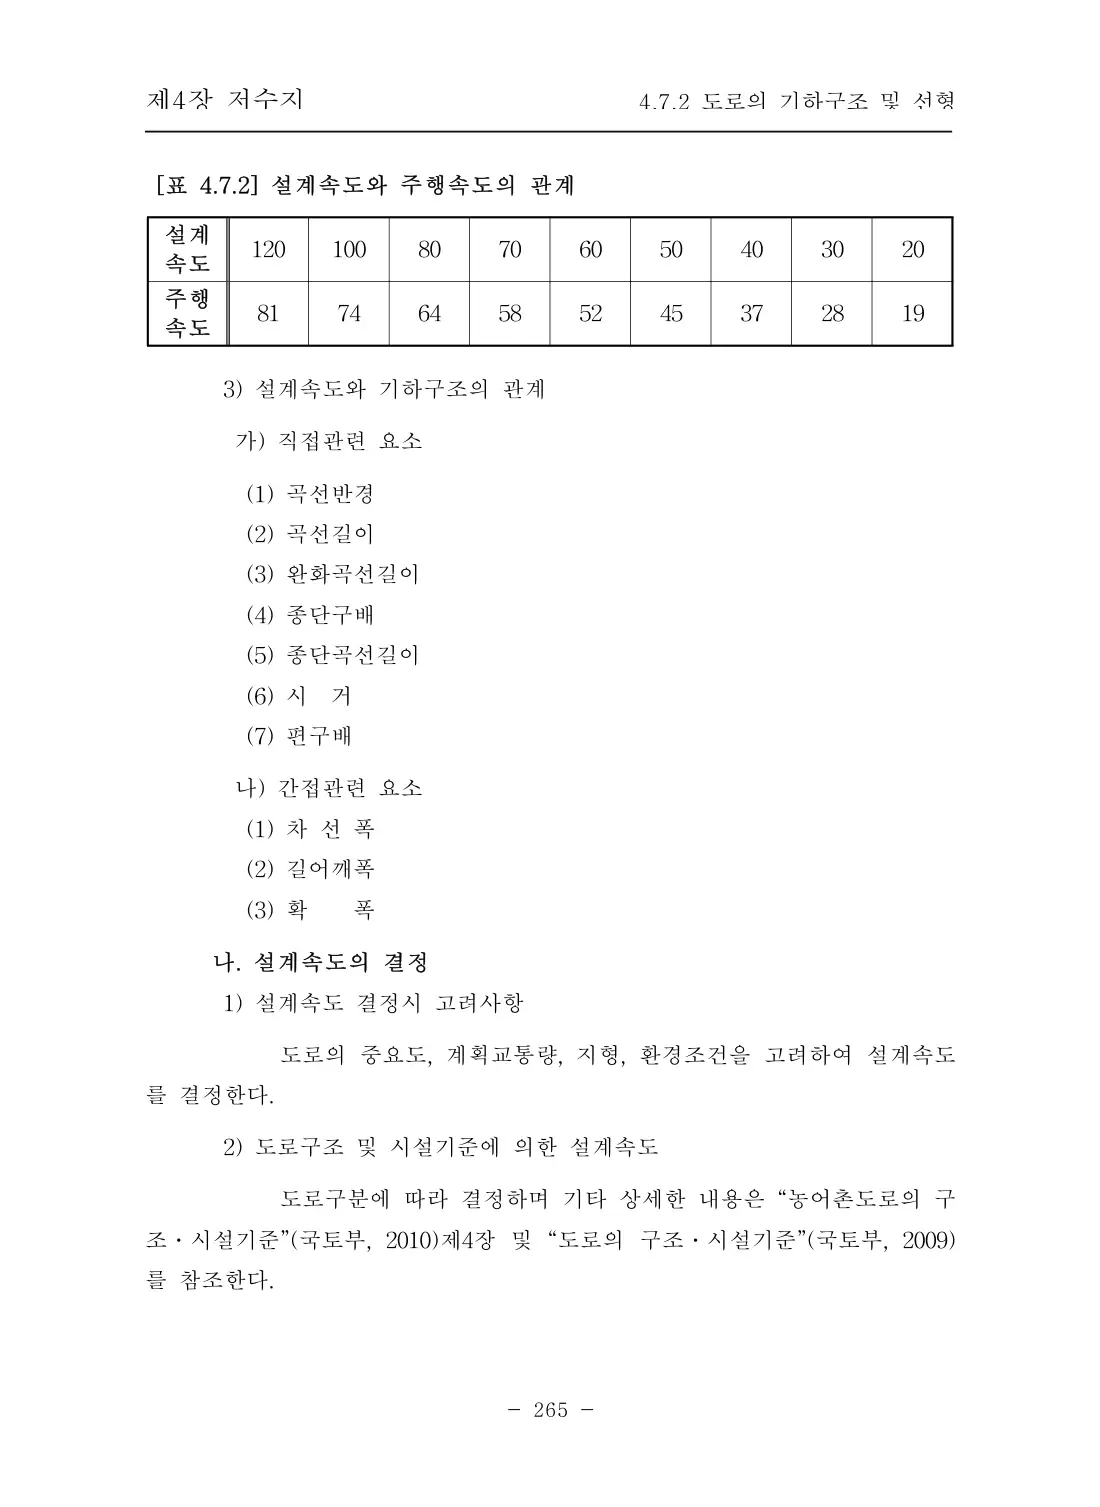 제4장 저수지
4.7.2 도로의 기하구조 및 선형
[표 4.7.2] 설계속도와 주행속도의 관계
설계속도 120 100 80 70 60 50 40 30 20
주행속도 81 74 64 58 52 45 37 28 19
3) 설계속도와 기하구조의 관계
가) 직접관련 요소
(1) 곡선반경
(2) 곡선길이
(3) 완화곡선길이
(4) 종단구배
(5) 종단곡선길이
(6) 시 거
(7) 편구배
나) 간접관련 요소
(1) 차 선 폭
(2) 길어깨폭
(3) 확 폭
나. 설계속도의 결정
1) 설계속도 결정시 고려사항
도로의 중요도, 계획교통량, 지형, 환경조건을 고려하여 설계속도
를 결정한다.
2) 도로구조 및 시설기준에 의한 설계속도
도로구분에 따라 결정하며 기타 상세한 내용은 “농어촌도로의 구
조·시설기준”(국토부, 2010)제4장 및 “도로의 구조·시설기준”(국토부, 2009)
를 참조한다.
- 265 -